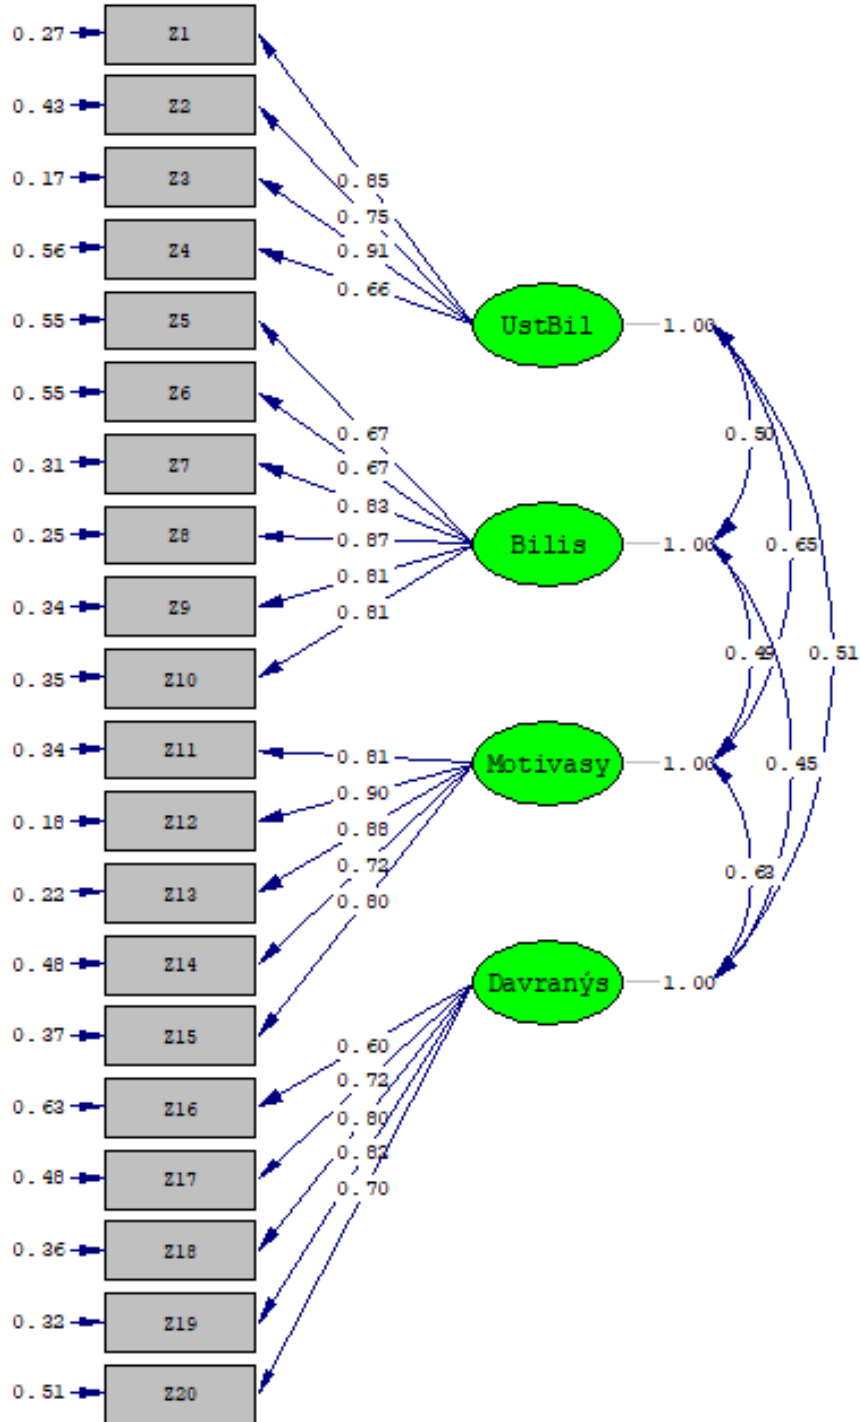 0.27 Z1
0.43 Z2
0.17 Z3
0.85
0.75
0.91
0.56 Z4
0.66
0.55 Z5
UstBil 1.00
0.55 Z6
0.67
0.50
0.31 Z7
0.67
0.83
0.25 Z8
0.87
Bilis 1.00 0.65
0.81
0.34 Z9
0.81
0.35 Z10
0.49 0.51
0.34 Z11
0.81
Motivasy 1.00 0.45
0.90
0.18 Z12
0.88
0.72
0.63
0.22 Z13
0.80
0.48 Z14
Davranýs 1.00
0.37 Z15
0.60
0.72
0.63 Z16
0.80
0.82
0.48 Z17
0.70
0.36 Z18
0.32 Z19
0.51 Z20